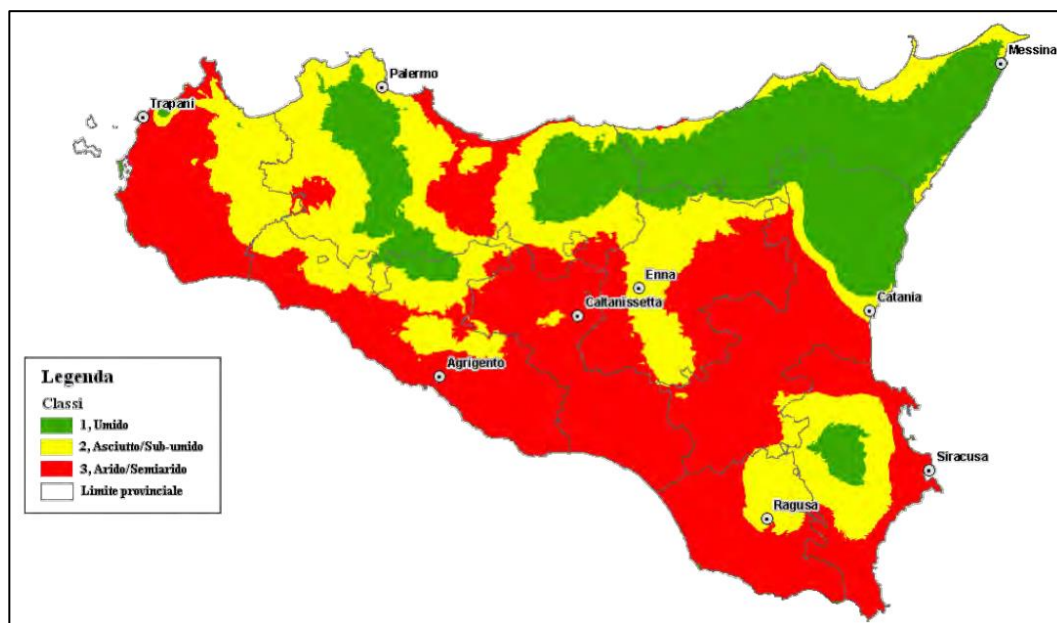 Messina
Palermo
Trapani
Enna
Caltanissetta
Catania
Agrigento
Siracusa
Ragusa
Legenda
Classi
1, Umido
2, Asciutto/Sub-umido
3, Arido/Semiarido
Limite provinciale